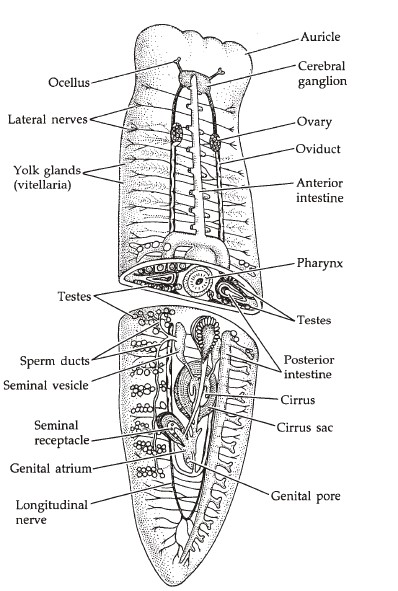 Auricle
Cerebral
ganglion
Ocellus
Lateral nerves
Ovary
Oviduct
Yolk glands
(vitellaria)
Anterior
intestine
Pharynx
Testes
Testes
Sperm ducts
Posterior
intestine
Seminal vesicle
Cirrus
Seminal
receptacle
Cirrus sac
Genital atrium
Genital pore
Longitudinal
nerve